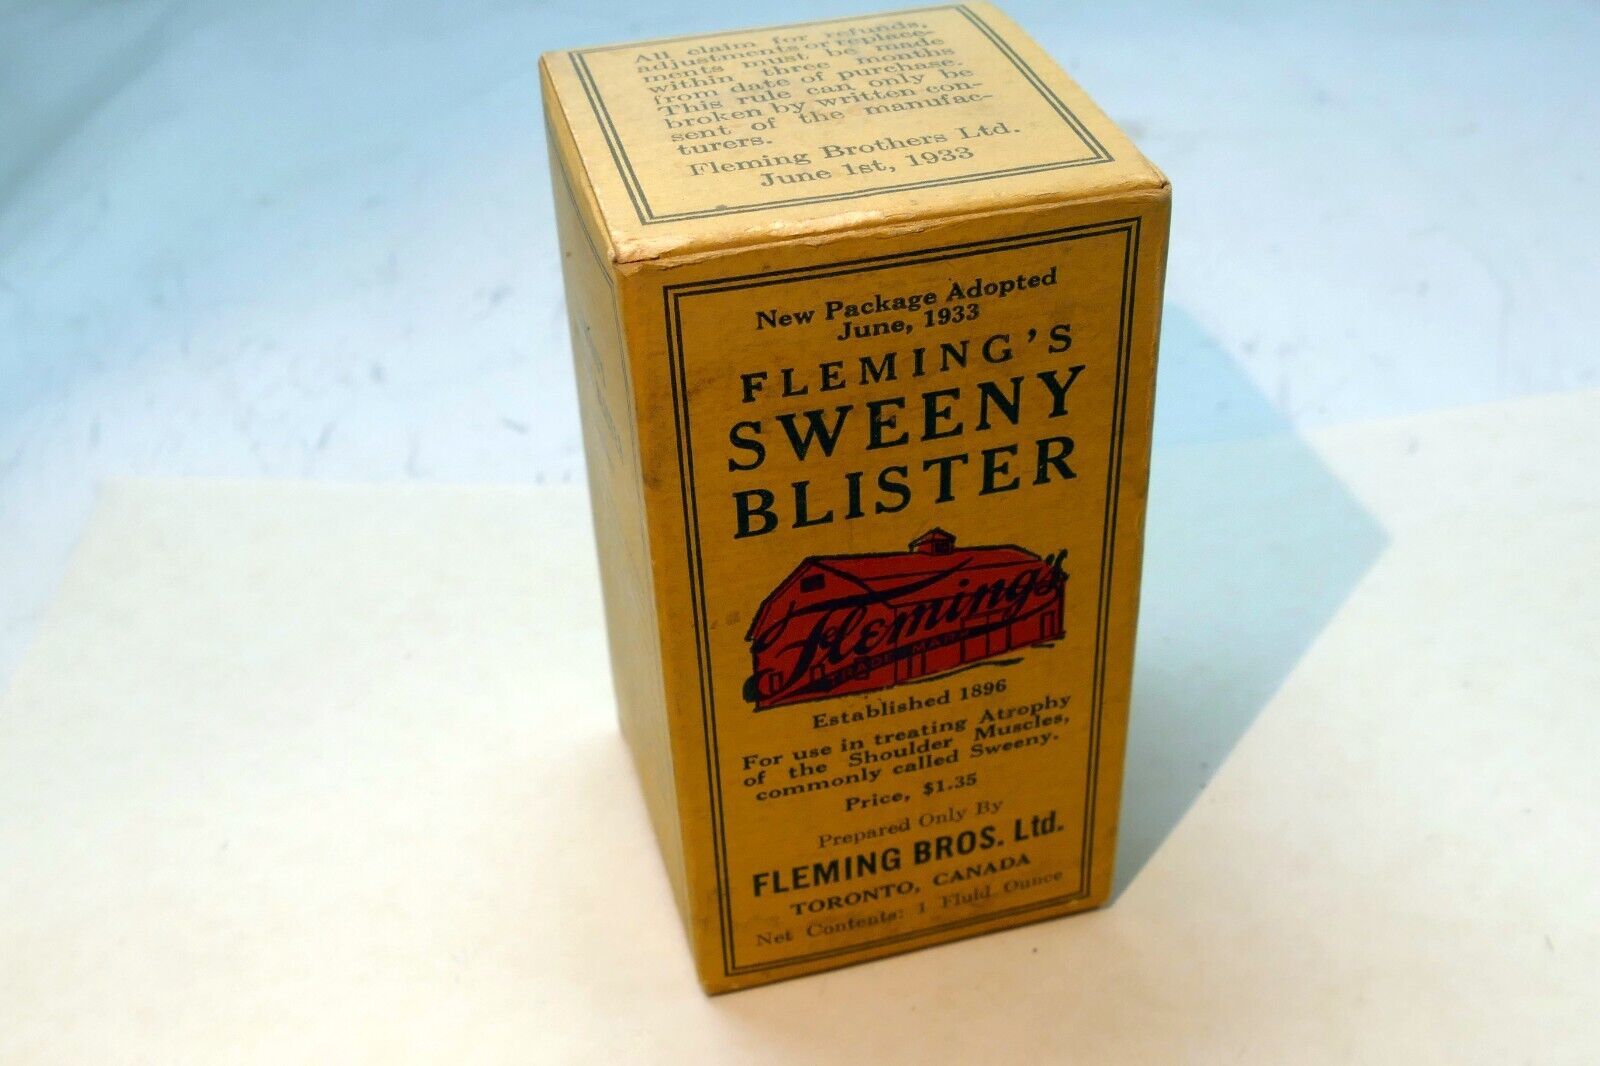 All claim for refunds,
adjustments or replace-
ments must be made
within three months
from date of purchase.
This rule can only be
broken by written con-
sent of the manufac-
turers.
Fleming Brothers Ltd.
June 1st, 1933
New Package Adopted
June, 1933
FLEMING'S
SWEENY
BLISTER
Fleming's
TRADE MARK
Established 1896
For use in treating Atrophy
of the Shoulder Muscles,
commonly called Sweeny.
Price, $1.35
Prepared Only By
FLEMING BROS. Ltd.
TORONTO, CANADA
Net Contents: 1 Fluid Ounce